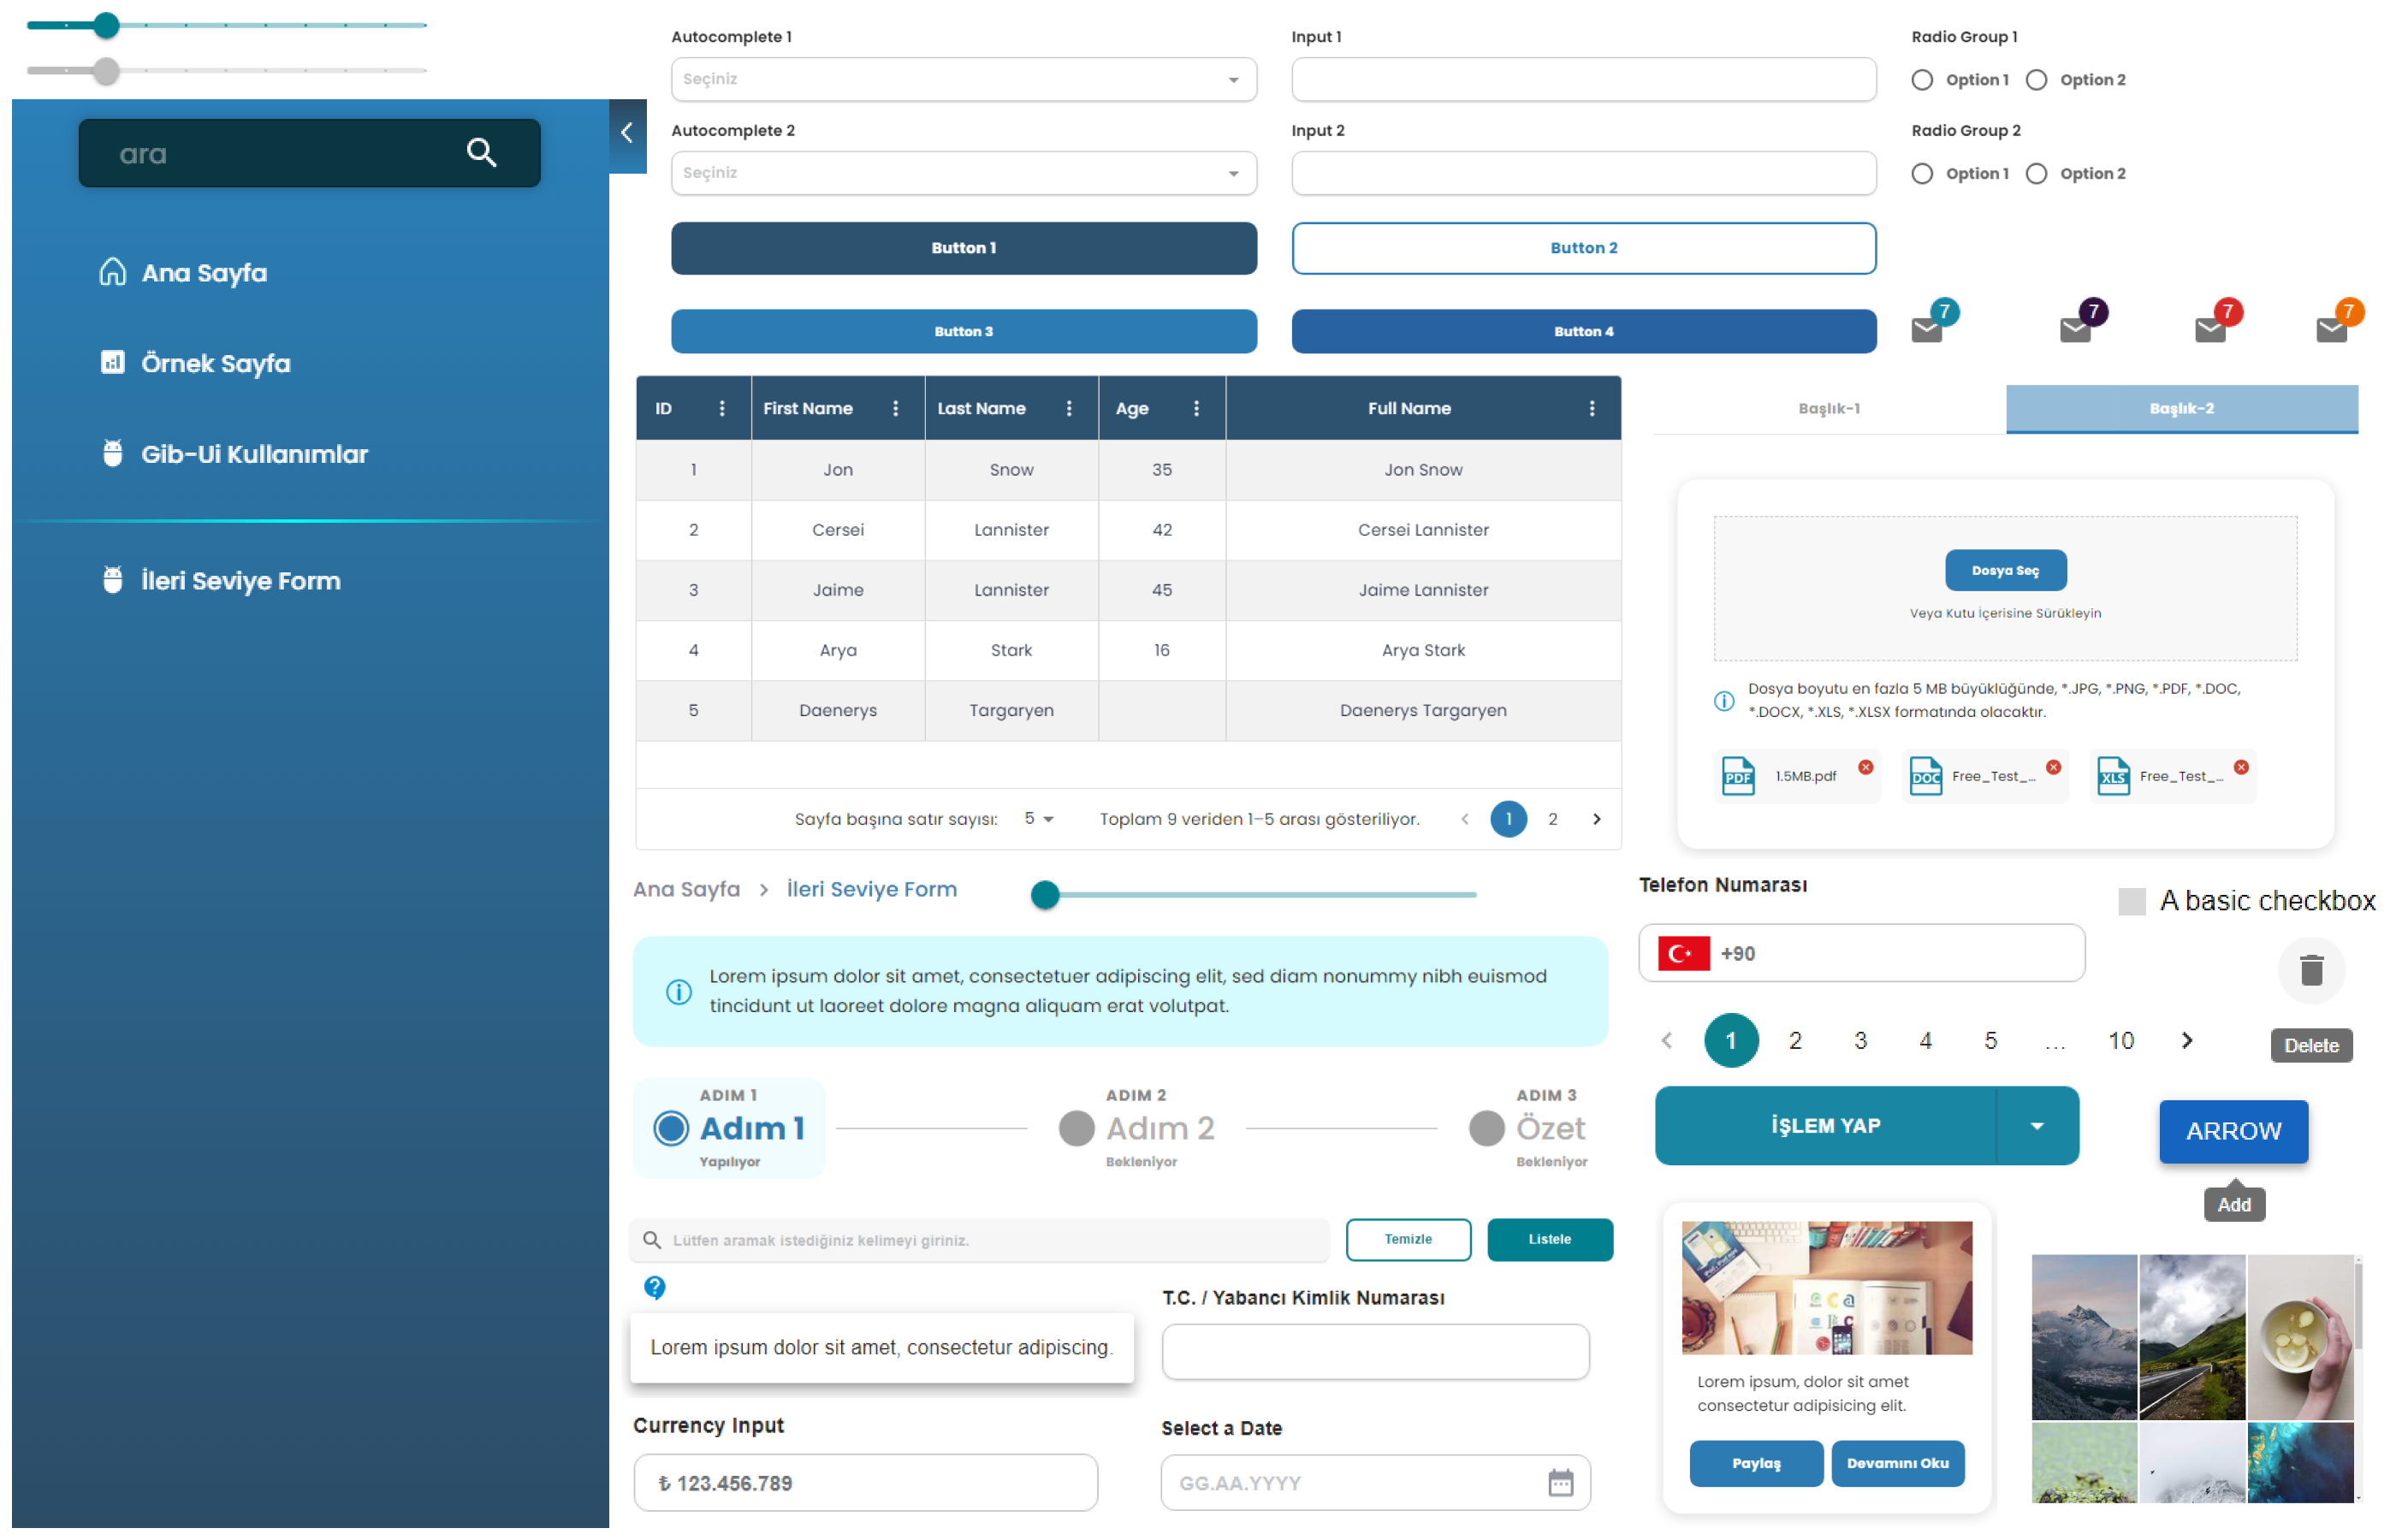 Autocomplete 1
Seçiniz
Input 1
Radio Group 1
Option 1 Option 2
Autocomplete 2
Seçiniz
Input 2
Radio Group 2
Option 1 Option 2
Button 1
Button 2
Button 3
Button 4
7 7 7 7
ara
Ana Sayfa
Örnek Sayfa
Gib-Ui Kullanımlar
İleri Seviye Form
ID First Name Last Name Age Full Name
1 Jon Snow 35 Jon Snow
2 Cersei Lannister 42 Cersei Lannister
3 Jaime Lannister 45 Jaime Lannister
4 Arya Stark 16 Arya Stark
5 Daenerys Targaryen Daenerys Targaryen
Sayfa başına satır sayısı: 5 Toplam 9 veriden 1–5 arası gösteriliyor. 1 2
Başlık-1 Başlık-2
Dosya Seç
Veya Kutu İçerisine Sürükleyin
Dosya boyutu en fazla 5 MB büyüklüğünde, *.JPG, *.PNG, *.PDF, *.DOC,
*.DOCX, *.XLS, *.XLSX formatında olacaktır.
PDF 1.5MB.pdf DOC Free_Test_... XLS Free_Test_...
Ana Sayfa > İleri Seviye Form
Lorem ipsum dolor sit amet, consectetuer adipiscing elit, sed diam nonummy nibh euismod
tincidunt ut laoreet dolore magna aliquam erat volutpat.
ADIM 1
Adım 1
Yapılıyor
ADIM 2
Adım 2
Bekleniyor
ADIM 3
Özet
Bekleniyor
Lütfen aramak istediğiniz kelimeyi giriniz.
Temizle
Listele
Lorem ipsum dolor sit amet, consectetur adipiscing.
T.C. / Yabancı Kimlik Numarası
Currency Input
₺ 123.456.789
Select a Date
GG.AA.YYYY
Telefon Numarası
+90
A basic checkbox
Delete
1 2 3 4 5 ... 10
İŞLEM YAP
ARROW
Add
Lorem ipsum, dolor sit amet
consectetur adipisicing elit.
Paylaş
Devamını Oku